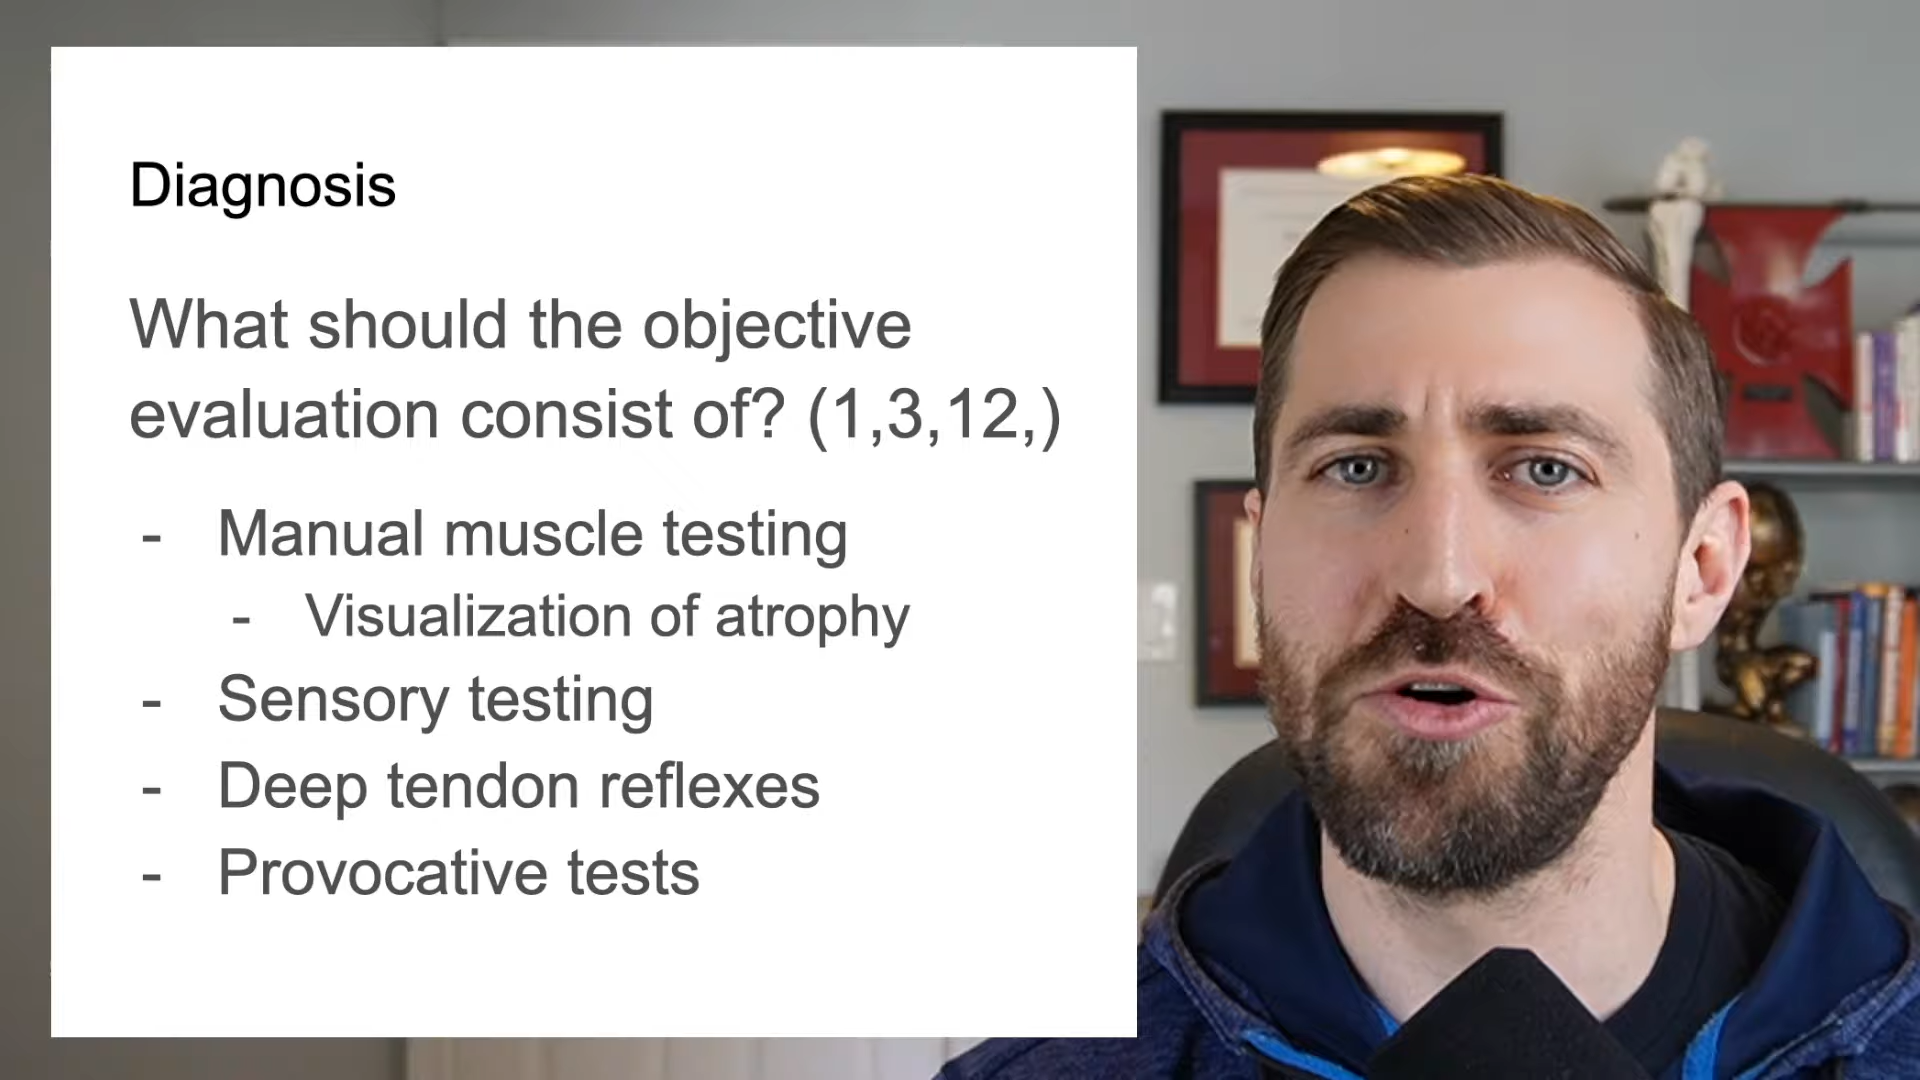 Diagnosis
What should the objective
evaluation consist of? (1,3,12,)
- Manual muscle testing
- Visualization of atrophy
- Sensory testing
- Deep tendon reflexes
- Provocative tests